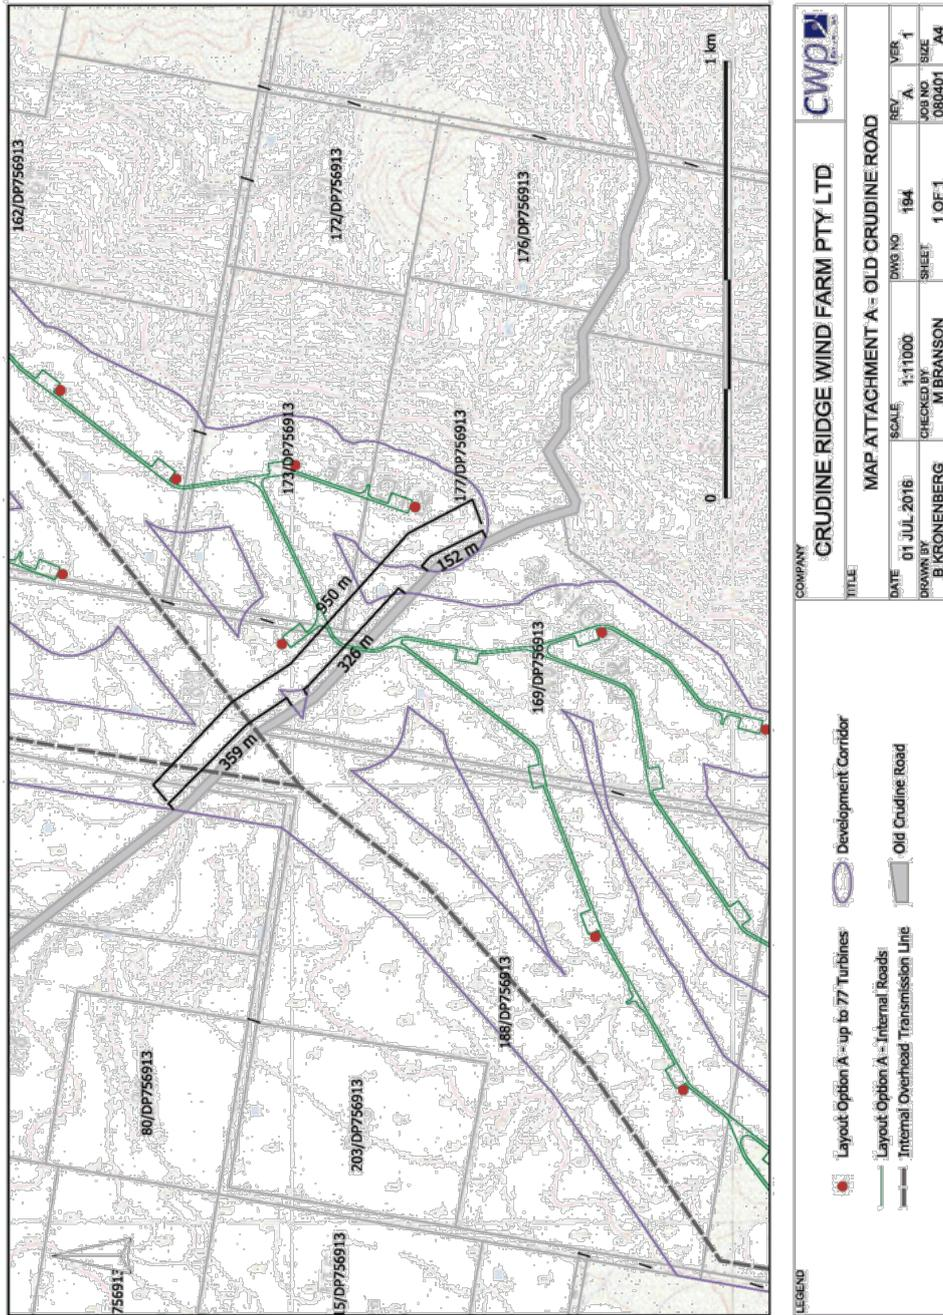 162/DP756913
172/DP756913
176/DP756913
173/DP756913
177/DP756913
1 km
0
950 m
152 m
326 m
359 m
169/DP756913
188/DP756913
80/DP756913
203/DP756913
756913
15/DP756913
LEGEND
Layout Option A - up to 77 Turbines
Layout Option A - Internal Roads
Internal Overhead Transmission Line
Development Corridor
Old Crudine Road
COMPANY
CRUDINE RIDGE WIND FARM PTY LTD
cwp
TITLE
MAP ATTACHMENT A - OLD CRUDINE ROAD
DATE
01 JUL 2016
SCALE
1:11000
DWG NO
194
REV
A
VER
1
DRAWN BY
B KRONENBERG
CHECKED BY
M BRANSON
SHEET
1 OF 1
JOB NO
080401
SIZE
A4